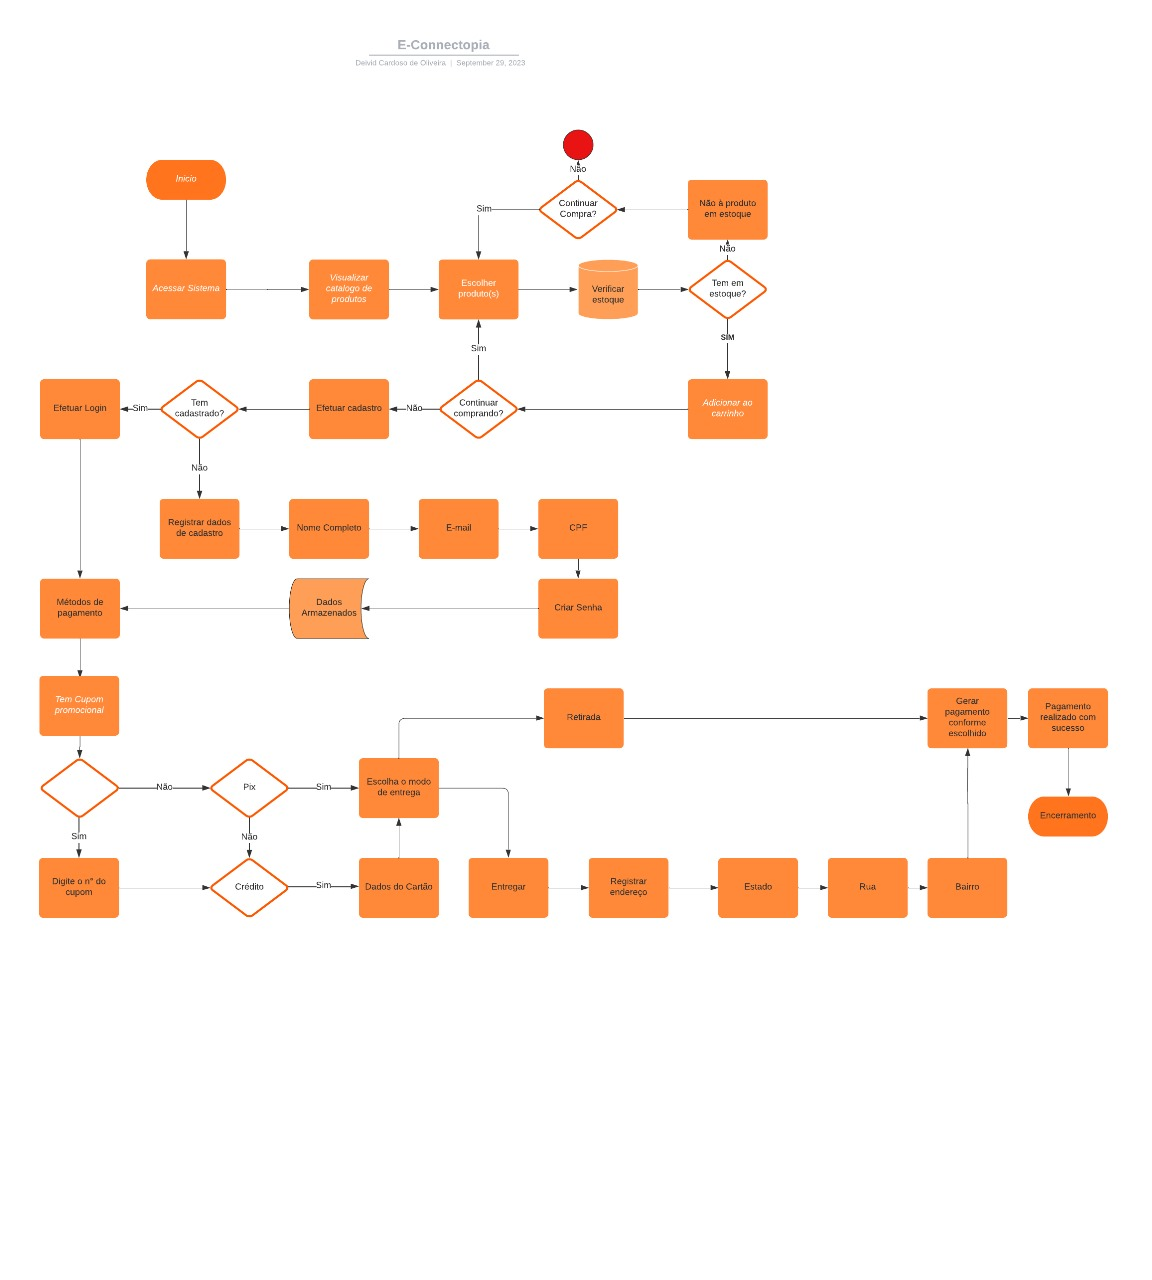 E-Connectopia
Deivid Cardoso de Oliveira | September 29, 2023
Não
Inicio
Continuar
Compra?
Sim
Não à produto
em estoque
Não
Acessar Sistema
Visualizar
catalogo de
produtos
Escolher
produto(s)
Verificar
estoque
Tem em
estoque?
SIM
Sim
Efetuar Login
Sim
Tem
cadastrado?
Efetuar cadastro
Não
Continuar
comprando?
Adicionar ao
carrinho
Não
Registrar dados
de cadastro
Nome Completo
E-mail
CPF
Métodos de
pagamento
Dados
Armazenados
Criar Senha
Tem Cupom
promocional
Retirada
Gerar
pagamento
conforme
escolhido
Pagamento
realizado com
sucesso
Não
Pix
Sim
Escolha o modo
de entrega
Encerramento
Sim
Não
Digite o n° do
cupom
Crédito
Sim
Dados do Cartão
Entregar
Registrar
endereço
Estado
Rua
Bairro